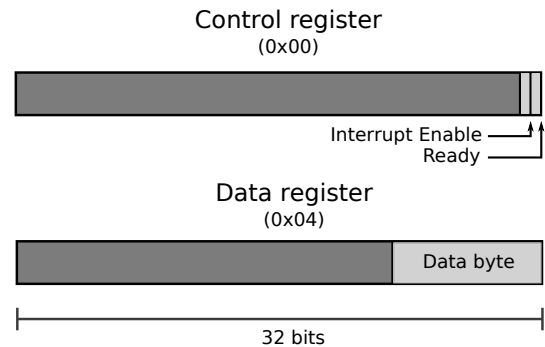 Control register
(0x00)
Interrupt Enable
Ready
Data register
(0x04)
Data byte
32 bits